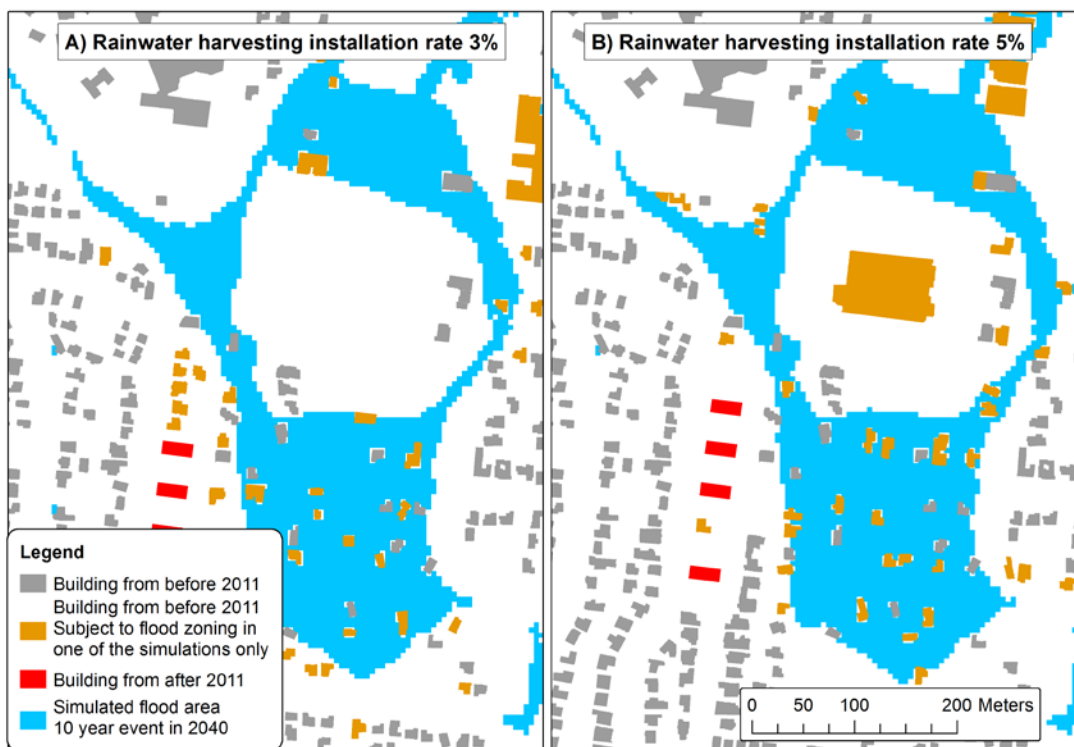 A) Rainwater harvesting installation rate 3%
B) Rainwater harvesting installation rate 5%
Legend
Building from before 2011
Building from before 2011
Subject to flood zoning in
one of the simulations only
Building from after 2011
Simulated flood area
10 year event in 2040
0 50 100 200 Meters